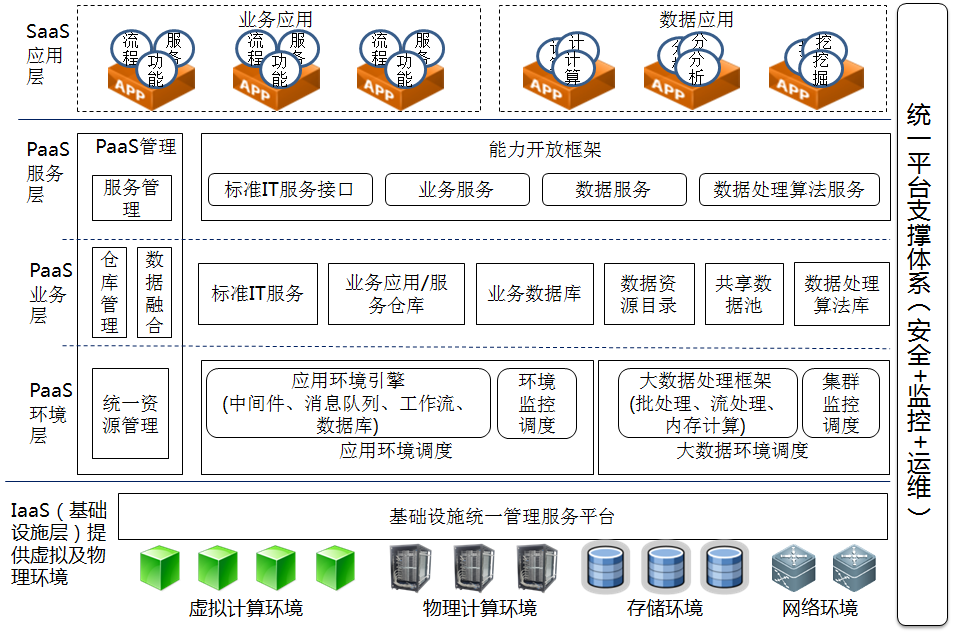 SaaS
应用
层
业务应用
流
程
服
务
功
能
APP
流
程
服
务
功
能
APP
流
程
服
务
功
能
APP
数据应用
计
计
算
APP
分
分
析
APP
挖
挖
掘
APP
PaaS
服务
层
PaaS管理
服务管
理
能力开放框架
标准IT服务接口
业务服务
数据服务
数据处理算法服务
PaaS
业务
层
仓
库
管
理
数
据
融
合
标准IT服务
业务应用/服
务仓库
业务数据库
数据资
源目录
共享数
据池
数据处理
算法库
PaaS
环境
层
统一资
源管理
应用环境引擎
(中间件、消息队列、工作流、
数据库)
环境
监控
调度
应用环境调度
大数据处理框架
(批处理、流处理、
内存计算)
集群
监控
调度
大数据环境调度
IaaS（基础
设施层）提
供虚拟及物
理环境
基础设施统一管理服务平台
虚拟计算环境
物理计算环境
存储环境
网络环境
统一平台支撑体系（安全+监控+运维）